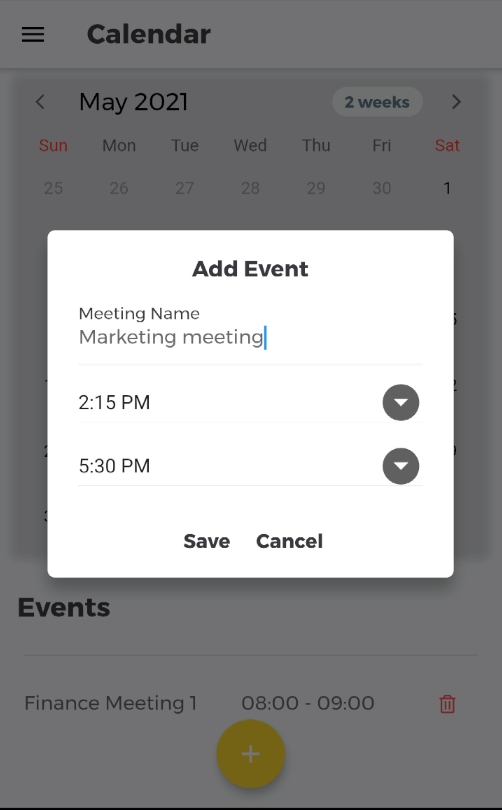 Calendar
May 2021 2 weeks
Sun Mon Tue Wed Thu Fri Sat
25 26 27 28 29 30 1
Add Event
Meeting Name
Marketing meeting
2:15 PM
5:30 PM
Save Cancel
Events
Finance Meeting 1 08:00 - 09:00
+